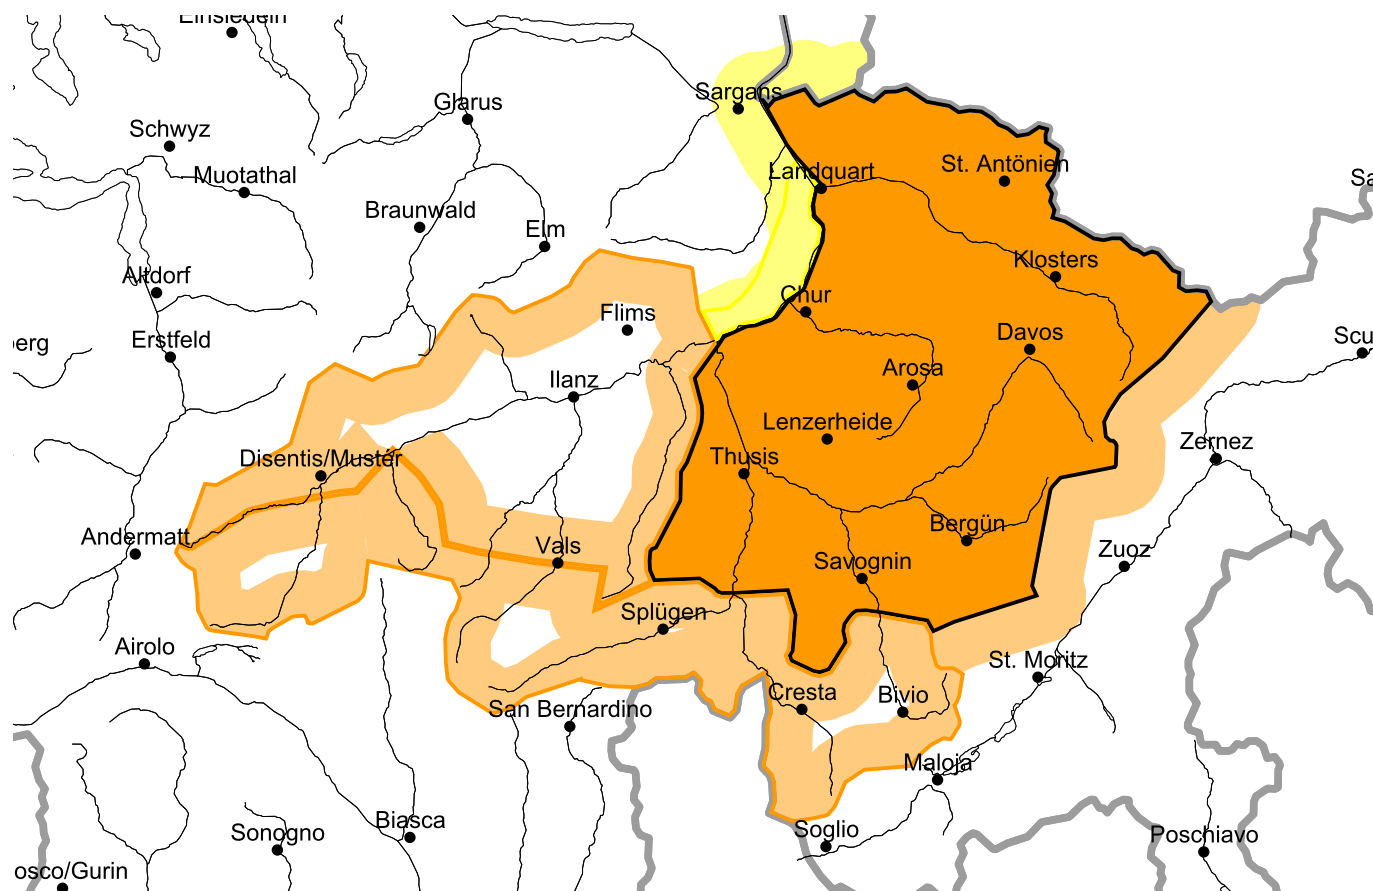 Einsiedeln
Sargans
Glarus
Schwyz
Landquart
St. Antönien
Muotathal
Sa
Braunwald
Elm
Klosters
Altdorf
Chur
Flims
Davos
Scu
erg
Erstfeld
Arosa
Ilanz
Lenzerheide
Zernez
Thusis
Disentis/Muster
Bergün
Andermatt
Vals
Zuoz
Savognin
Splügen
Airolo
St. Moritz
Cresta
Bivio
San Bernardino
Maloja
Biasca
Soglio
Sonogno
Poschiavo
osco/Gurin